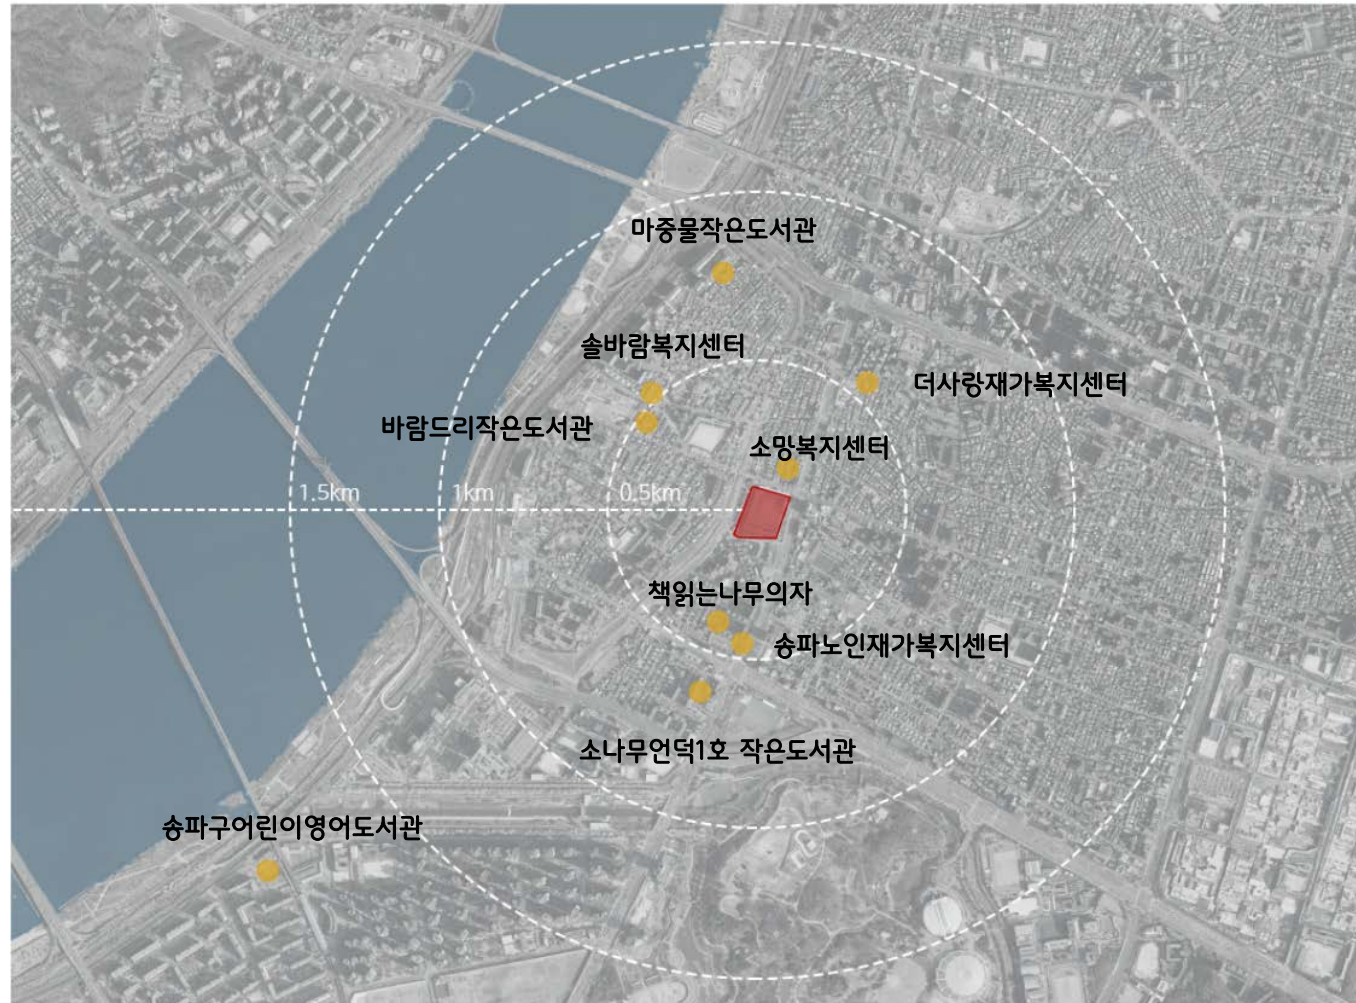 마중물작은도서관
솔바람복지센터
더사랑재가복지센터
바람드리작은도서관
소망복지센터
1.5km
1km
0.5km
책읽는나무의자
송파노인재가복지센터
소나무언덕1호 작은도서관
송파구어린이영어도서관